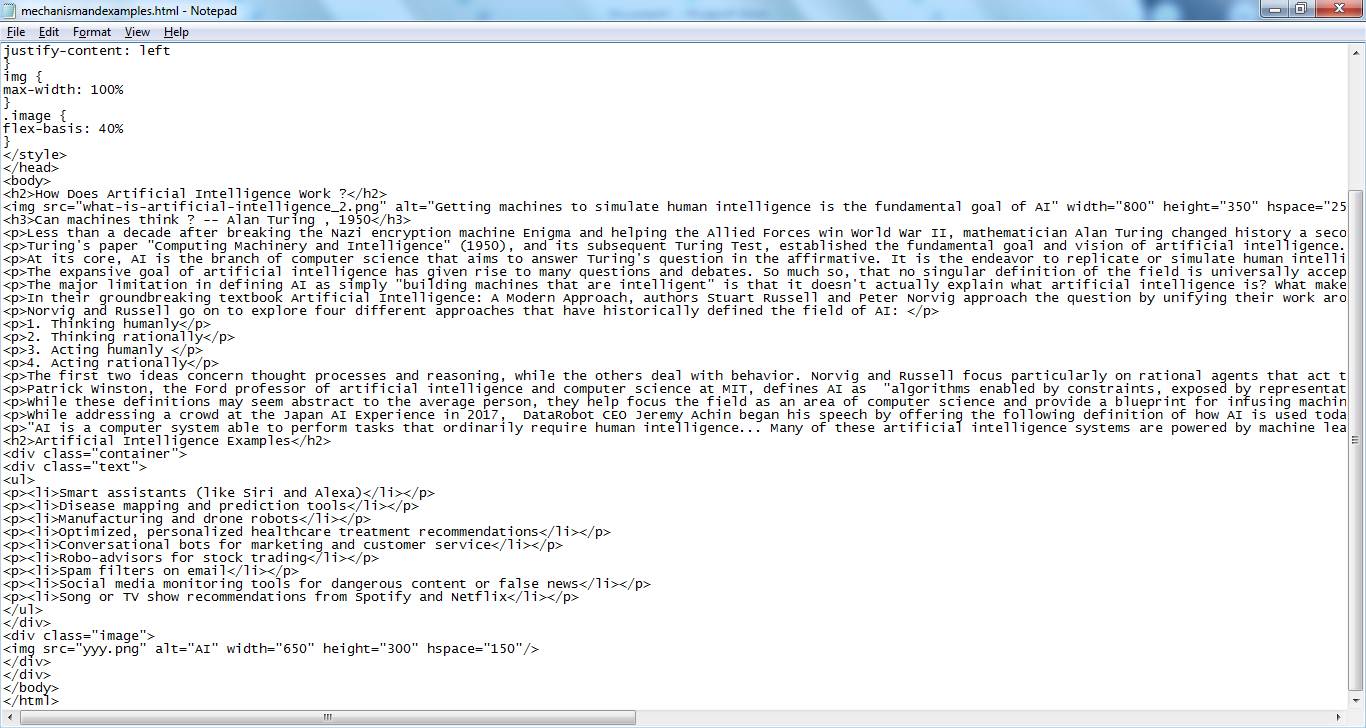 mechanismandexamples.html - Notepad
File Edit Format View Help
justify-content: left
}
img {
max-width: 100%
}
.image {
flex-basis: 40%
}
</style>
</head>
<body>
<h2>How Does Artificial Intelligence Work ?</h2>
<img src="what-is-artificial-intelligence_2.png" alt="Getting machines to simulate human intelligence is the fundamental goal of AI" width="800" height="350" hspace="25
<h3>Can machines think ? -- Alan Turing , 1950</h3>
<p>Less than a decade after breaking the Nazi encryption machine Enigma and helping the Allied Forces win World War II, mathematician Alan Turing changed history a seco
<p>Turing's paper "Computing Machinery and Intelligence" (1950), and its subsequent Turing Test, established the fundamental goal and vision of artificial intelligence.
<p>At its core, AI is the branch of computer science that aims to answer Turing's question in the affirmative. It is the endeavor to replicate or simulate human intelli
<p>The expansive goal of artificial intelligence has given rise to many questions and debates. So much so, that no singular definition of the field is universally accep
<p>The major limitation in defining AI as simply "building machines that are intelligent" is that it doesn't actually explain what artificial intelligence is? What make
<p>In their groundbreaking textbook Artificial Intelligence: A Modern Approach, authors Stuart Russell and Peter Norvig approach the question by unifying their work aro
<p>Norvig and Russell go on to explore four different approaches that have historically defined the field of AI: </p>
<p>1. Thinking humanly</p>
<p>2. Thinking rationally</p>
<p>3. Acting humanly </p>
<p>4. Acting rationally</p>
<p>The first two ideas concern thought processes and reasoning, while the others deal with behavior. Norvig and Russell focus particularly on rational agents that act t
<p>Patrick Winston, the Ford professor of artificial intelligence and computer science at MIT, defines AI as  "algorithms enabled by constraints, exposed by representat
<p>While these definitions may seem abstract to the average person, they help focus the field as an area of computer science and provide a blueprint for infusing machin
<p>While addressing a crowd at the Japan AI Experience in 2017,  DataRobot CEO Jeremy Achin began his speech by offering the following definition of how AI is used toda
<p>"AI is a computer system able to perform tasks that ordinarily require human intelligence... Many of these artificial intelligence systems are powered by machine lea
<h2>Artificial Intelligence Examples</h2>
<div class="container">
<div class="text">
<ul>
<p><li>Smart assistants (like Siri and Alexa)</li></p>
<p><li>Disease mapping and prediction tools</li></p>
<p><li>Manufacturing and drone robots</li></p>
<p><li>Optimized, personalized healthcare treatment recommendations</li></p>
<p><li>Conversational bots for marketing and customer service</li></p>
<p><li>Robo-advisors for stock trading</li></p>
<p><li>Spam filters on email</li></p>
<p><li>Social media monitoring tools for dangerous content or false news</li></p>
<p><li>Song or TV show recommendations from Spotify and Netflix</li></p>
</ul>
</div>
<div class="image">
<img src="yyy.png" alt="AI" width="650" height="300" hspace="150"/>
</div>
</div>
</body>
</html>